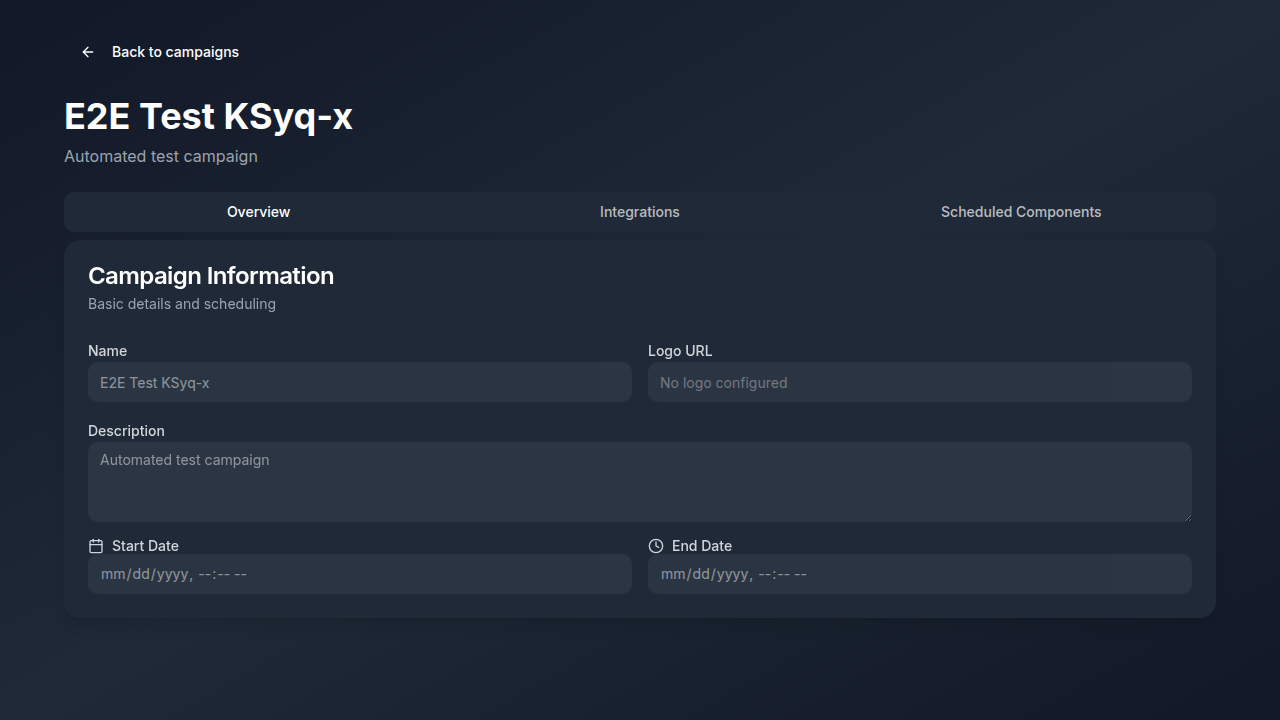 Back to campaigns
E2E Test KSyq-x
Automated test campaign
Overview
Integrations
Scheduled Components
Campaign Information
Basic details and scheduling
Name
Logo URL
E2E Test KSyq-x
No logo configured
Description
Automated test campaign
Start Date
End Date
mm/dd/yyyy, --:-- --
mm/dd/yyyy, --:-- --